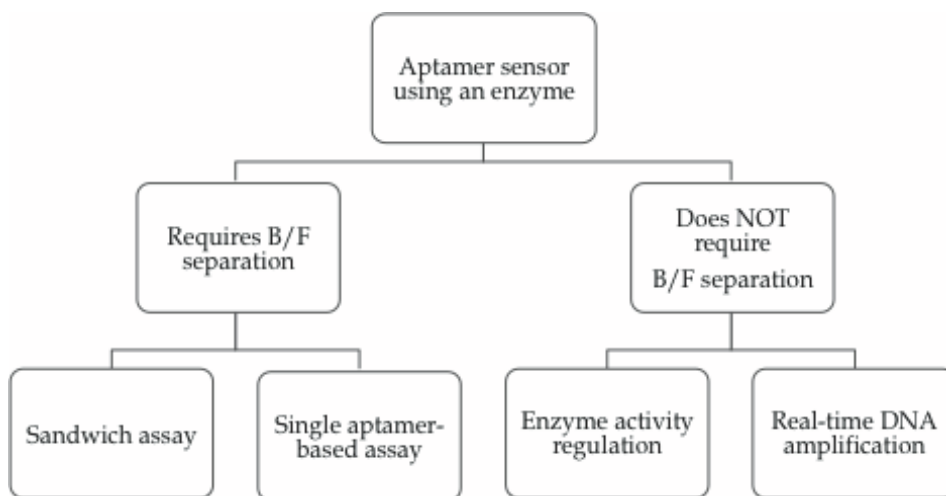 Aptamer sensor
using an enzyme
Requires B/F
separation
Does NOT
require
B/F separation
Sandwich assay
Single aptamer-
based assay
Enzyme activity
regulation
Real-time DNA
amplification